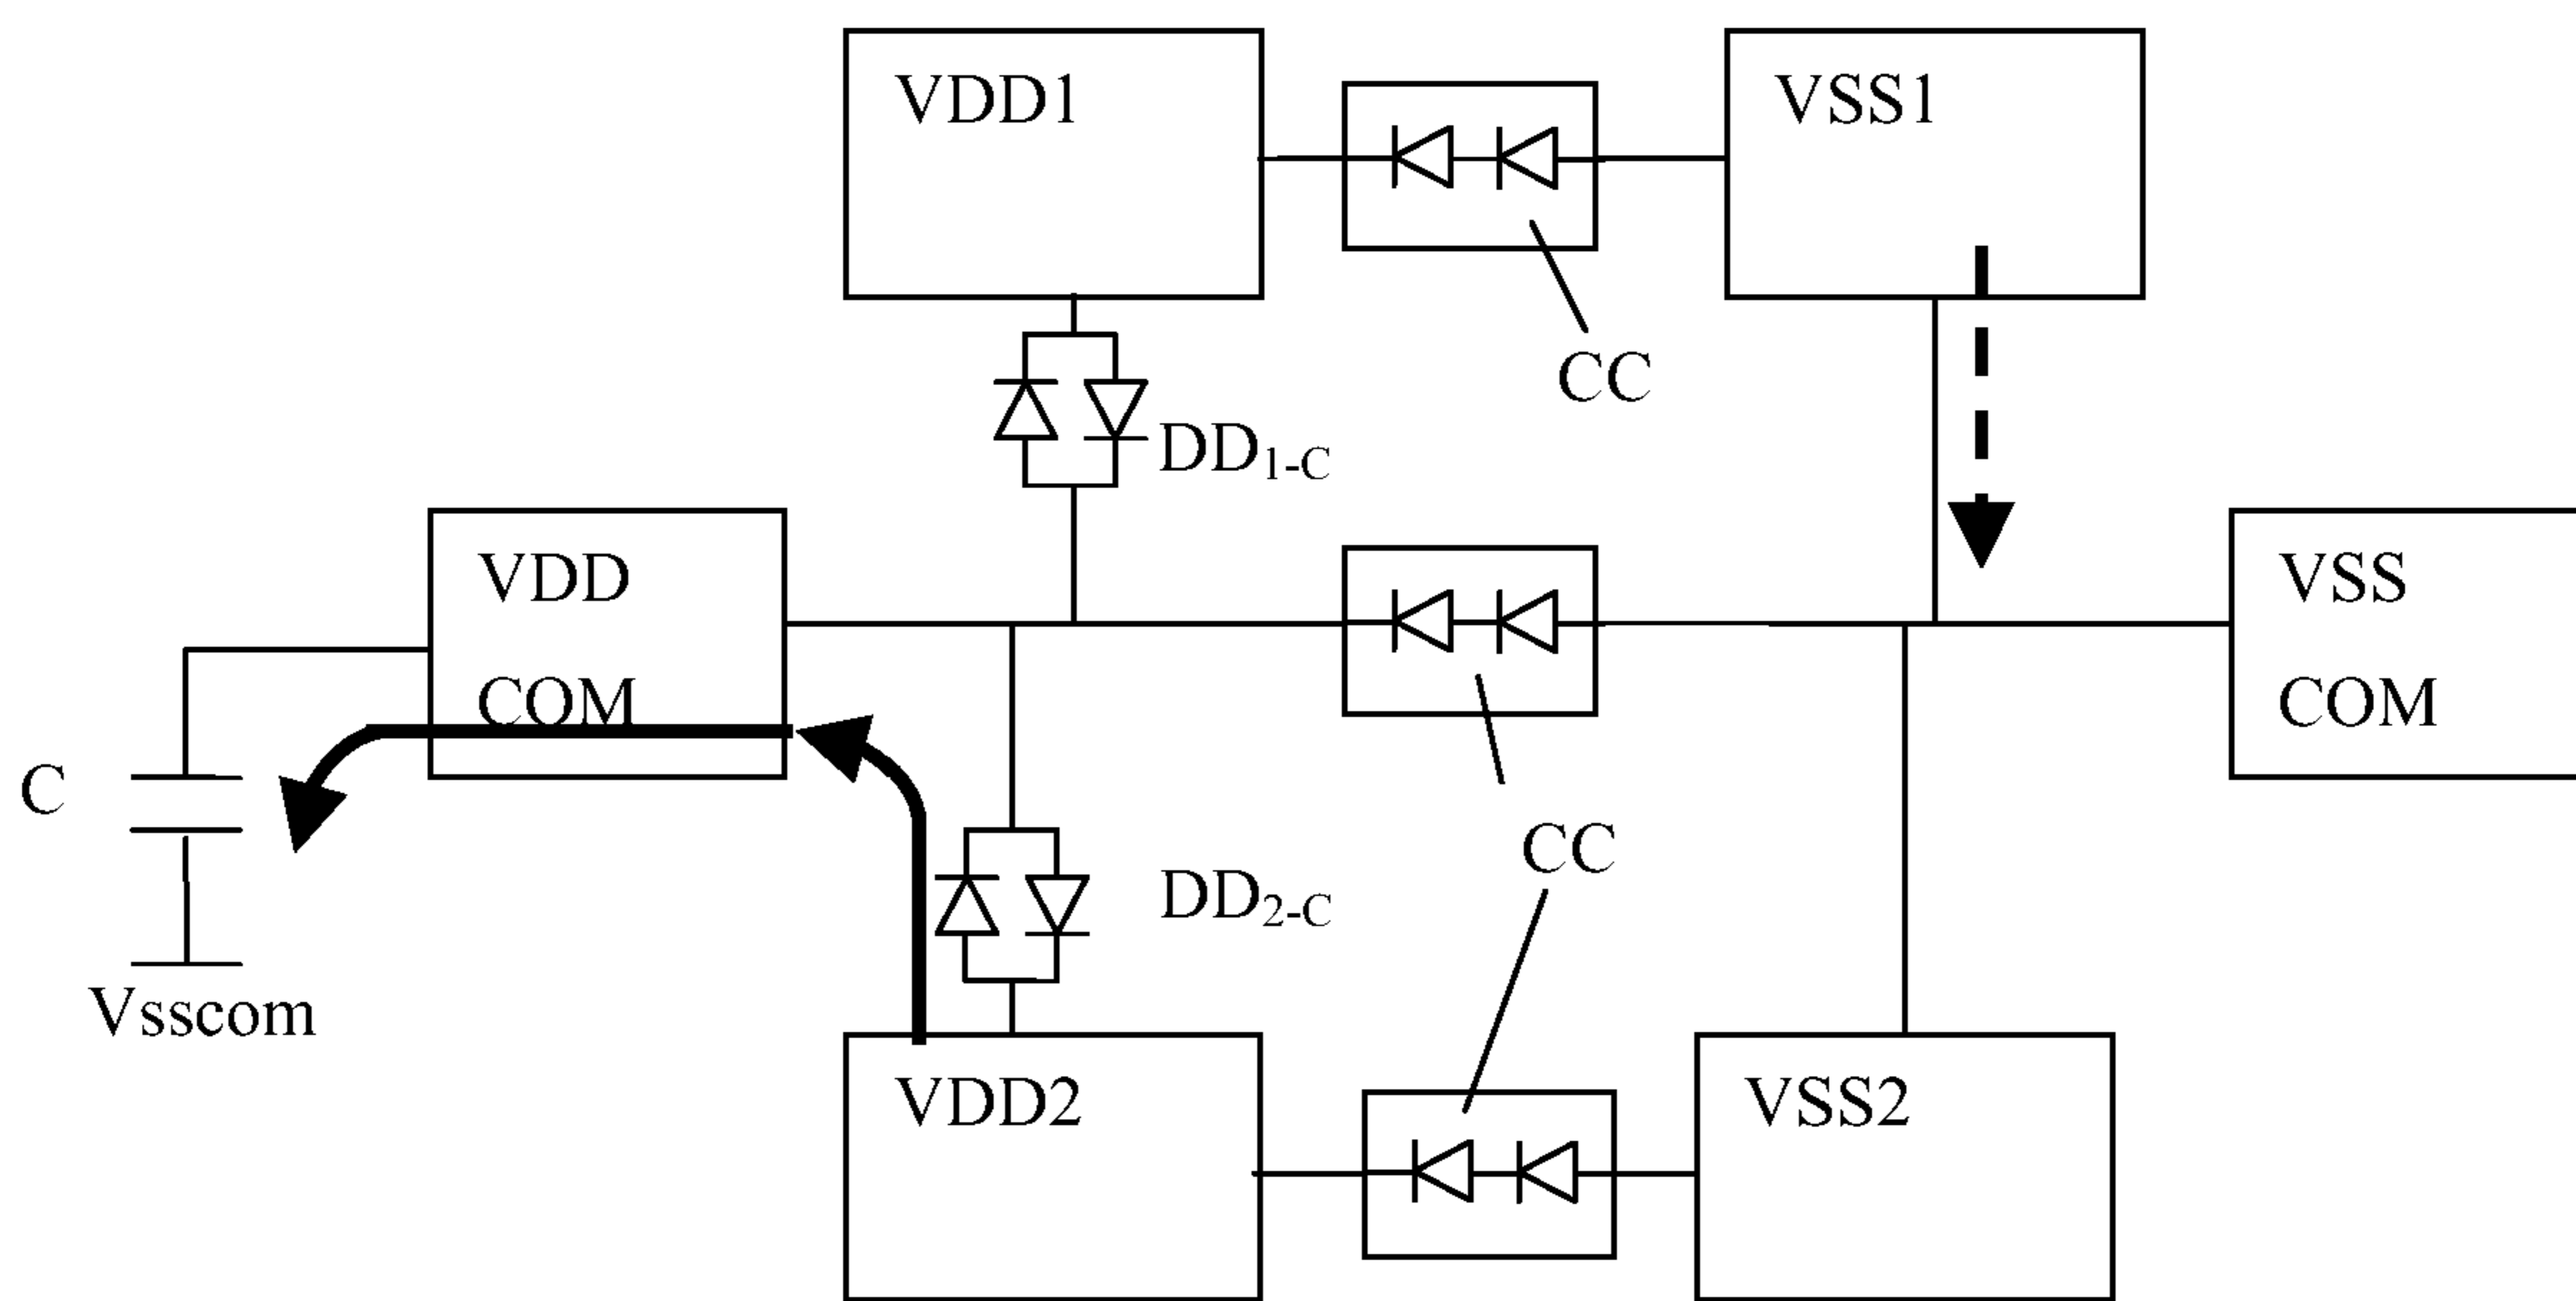 VDD1
VSS1
CC
DD1-C
VDD
COM
VSS
COM
C
CC
DD2-C
Vsscom
VDD2
VSS2